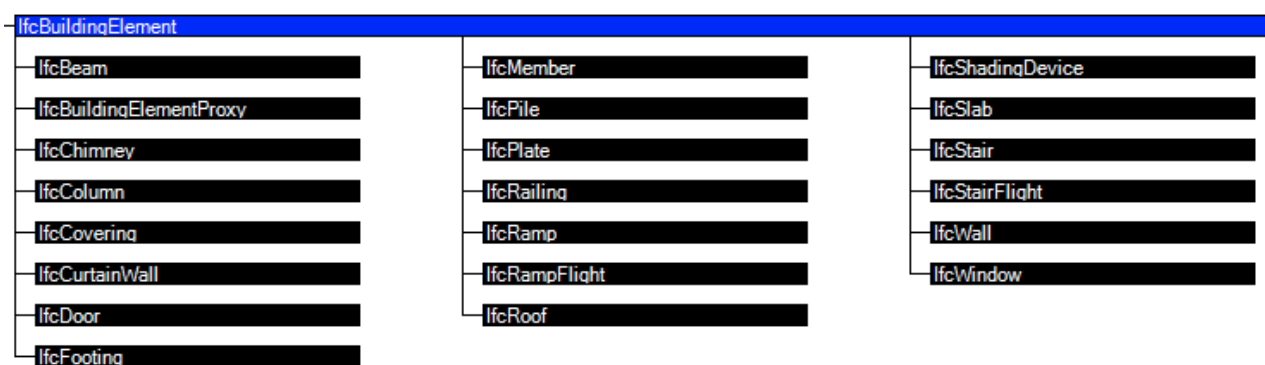 IfcBuildingElement
IfcBeam
IfcBuildingElementProxy
IfcChimney
IfcColumn
IfcCovering
IfcCurtainWall
IfcDoor
IfcFooting
IfcMember
IfcPile
IfcPlate
IfcRailing
IfcRamp
IfcRampFlight
IfcRoof
IfcShadingDevice
IfcSlab
IfcStair
IfcStairFlight
IfcWall
IfcWindow